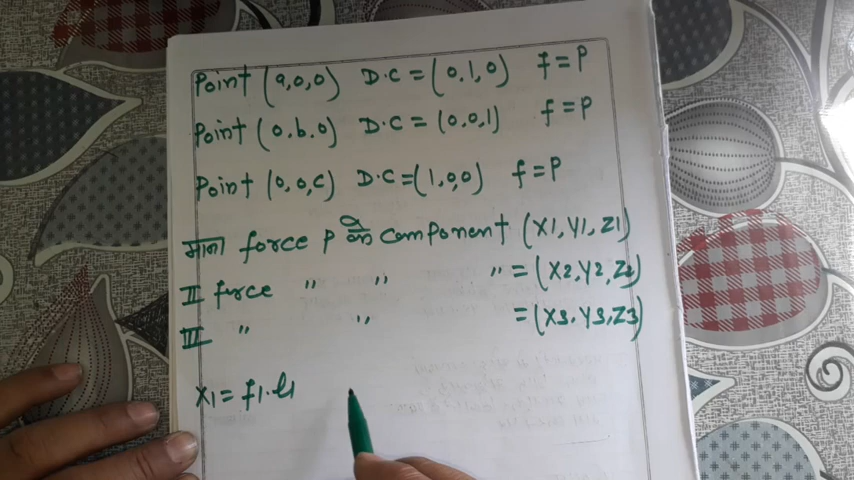 Point (a,0,0) D.C = (0,1,0) f=P
Point (0,b,0) D.C = (0,0,1) f=P
Point (0,0,C) D.C = (1,0,0) f=P
माना force P के component (X1,Y1,Z1)
II force " " " = (X2,Y2,Z2)
III " " = (X3,Y3,Z3)
X1 = f1.l1